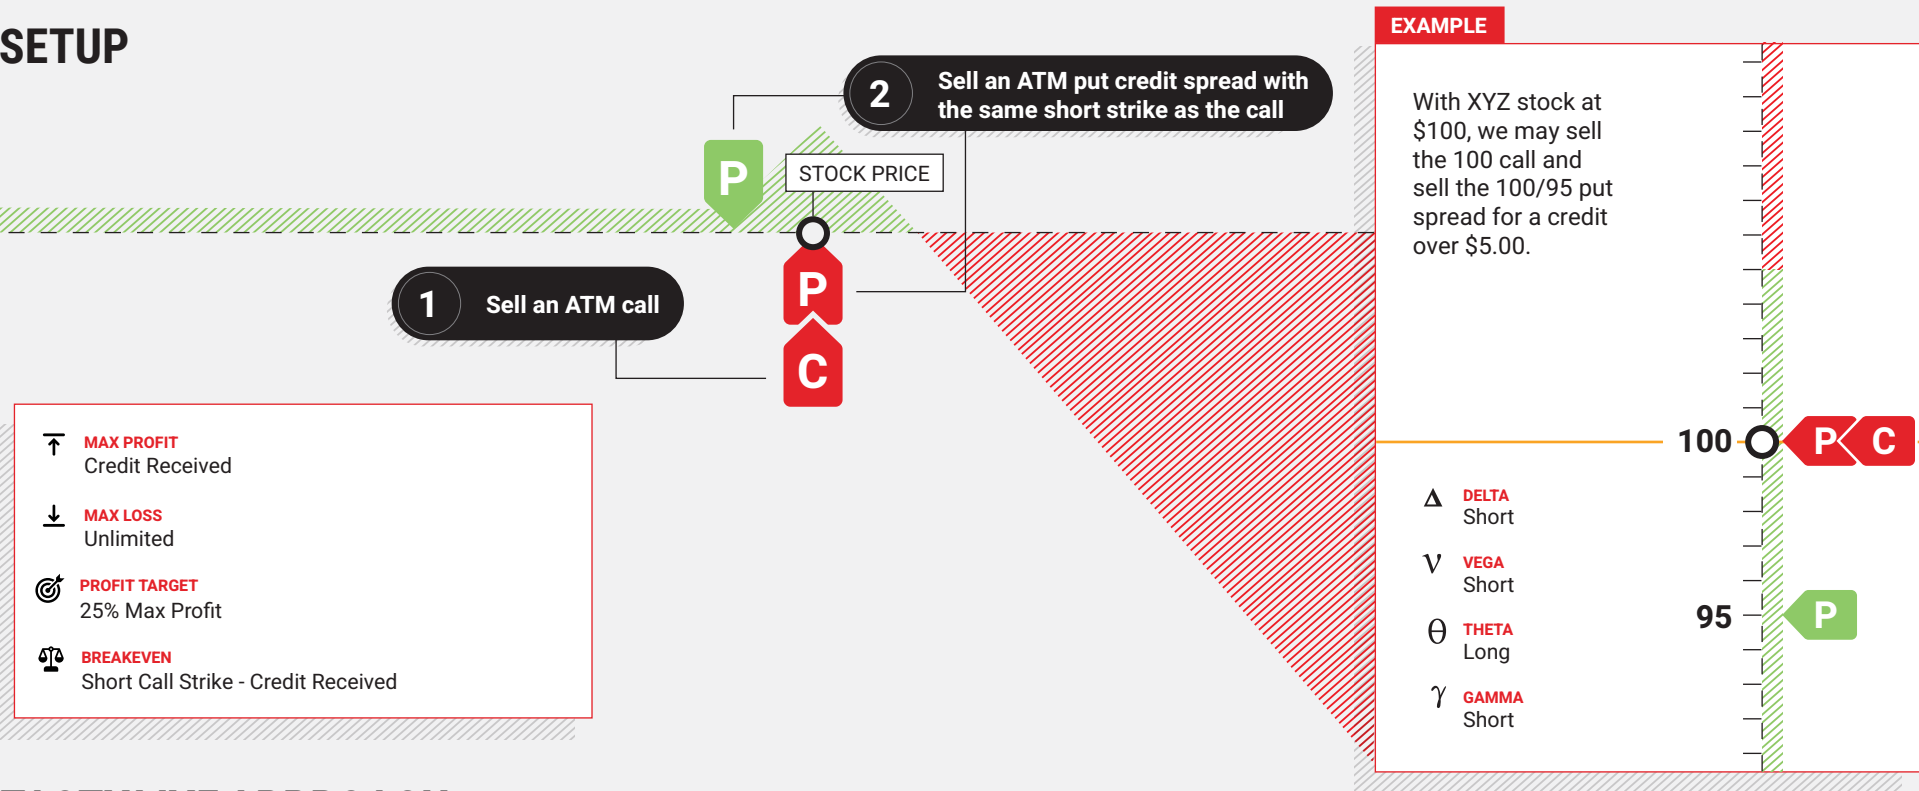 SETUP
EXAMPLE
2
Sell an ATM put credit spread with
the same short strike as the call
P
STOCK PRICE
1
Sell an ATM call
P
C
MAX PROFIT
Credit Received
MAX LOSS
Unlimited
PROFIT TARGET
25% Max Profit
BREAKEVEN
Short Call Strike - Credit Received
With XYZ stock at
$100, we may sell
the 100 call and
sell the 100/95 put
spread for a credit
over $5.00.
100
P C
95
P
Δ DELTA
Short
ν VEGA
Short
θ THETA
Long
γ GAMMA
Short